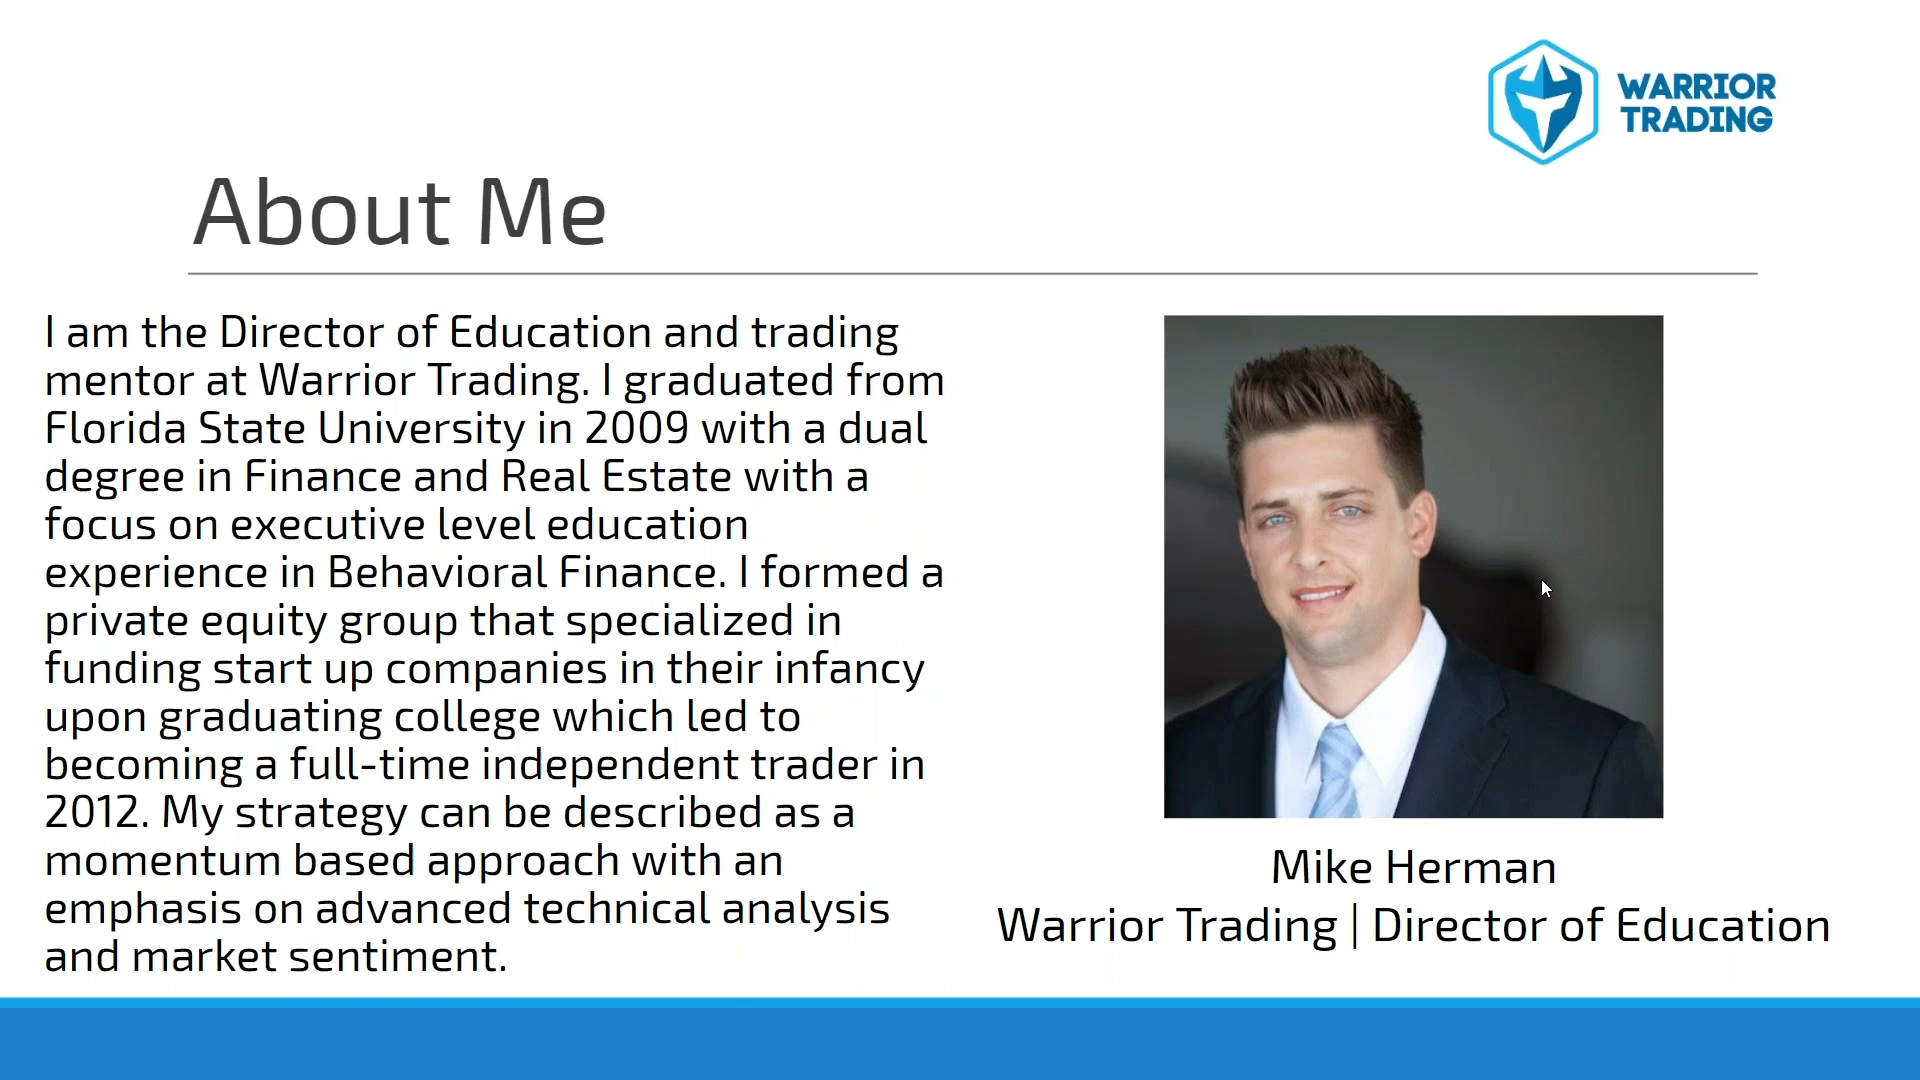 WARRIOR
TRADING
About Me
I am the Director of Education and trading
mentor at Warrior Trading. I graduated from
Florida State University in 2009 with a dual
degree in Finance and Real Estate with a
focus on executive level education
experience in Behavioral Finance. I formed a
private equity group that specialized in
funding start up companies in their infancy
upon graduating college which led to
becoming a full-time independent trader in
2012. My strategy can be described as a
momentum based approach with an
emphasis on advanced technical analysis
and market sentiment.
Mike Herman
Warrior Trading | Director of Education